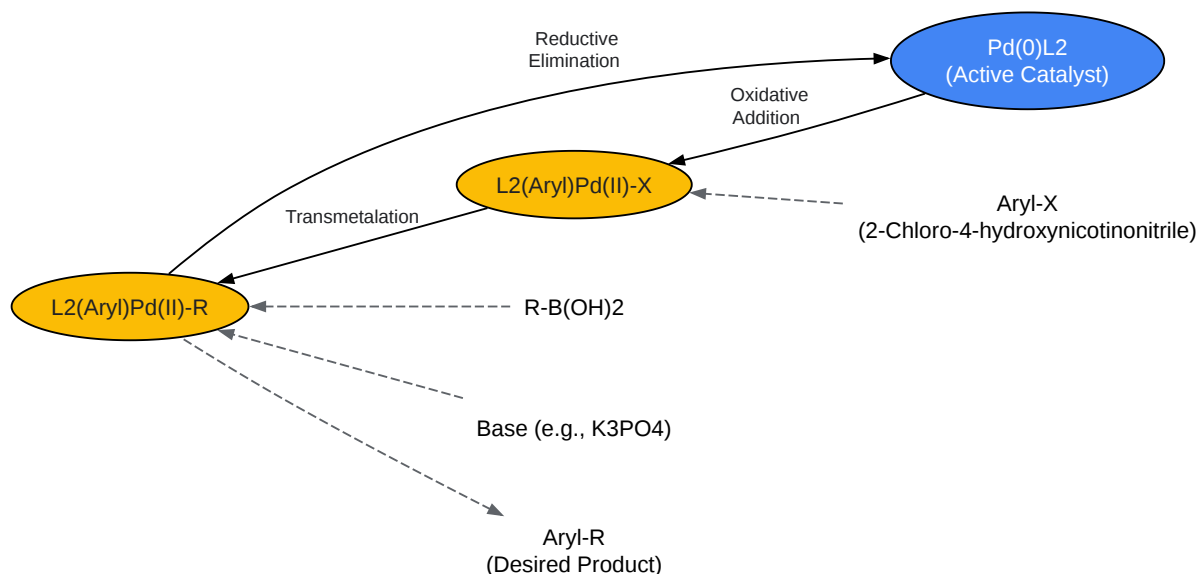 Reductive
Elimination
Pd(0)L2
(Active Catalyst)
Oxidative
Addition
L2(Aryl)Pd(II)-X
Aryl-X
(2-Chloro-4-hydroxynicotinonitrile)
Transmetalation
L2(Aryl)Pd(II)-R
R-B(OH)2
Base (e.g., K3PO4)
Aryl-R
(Desired Product)